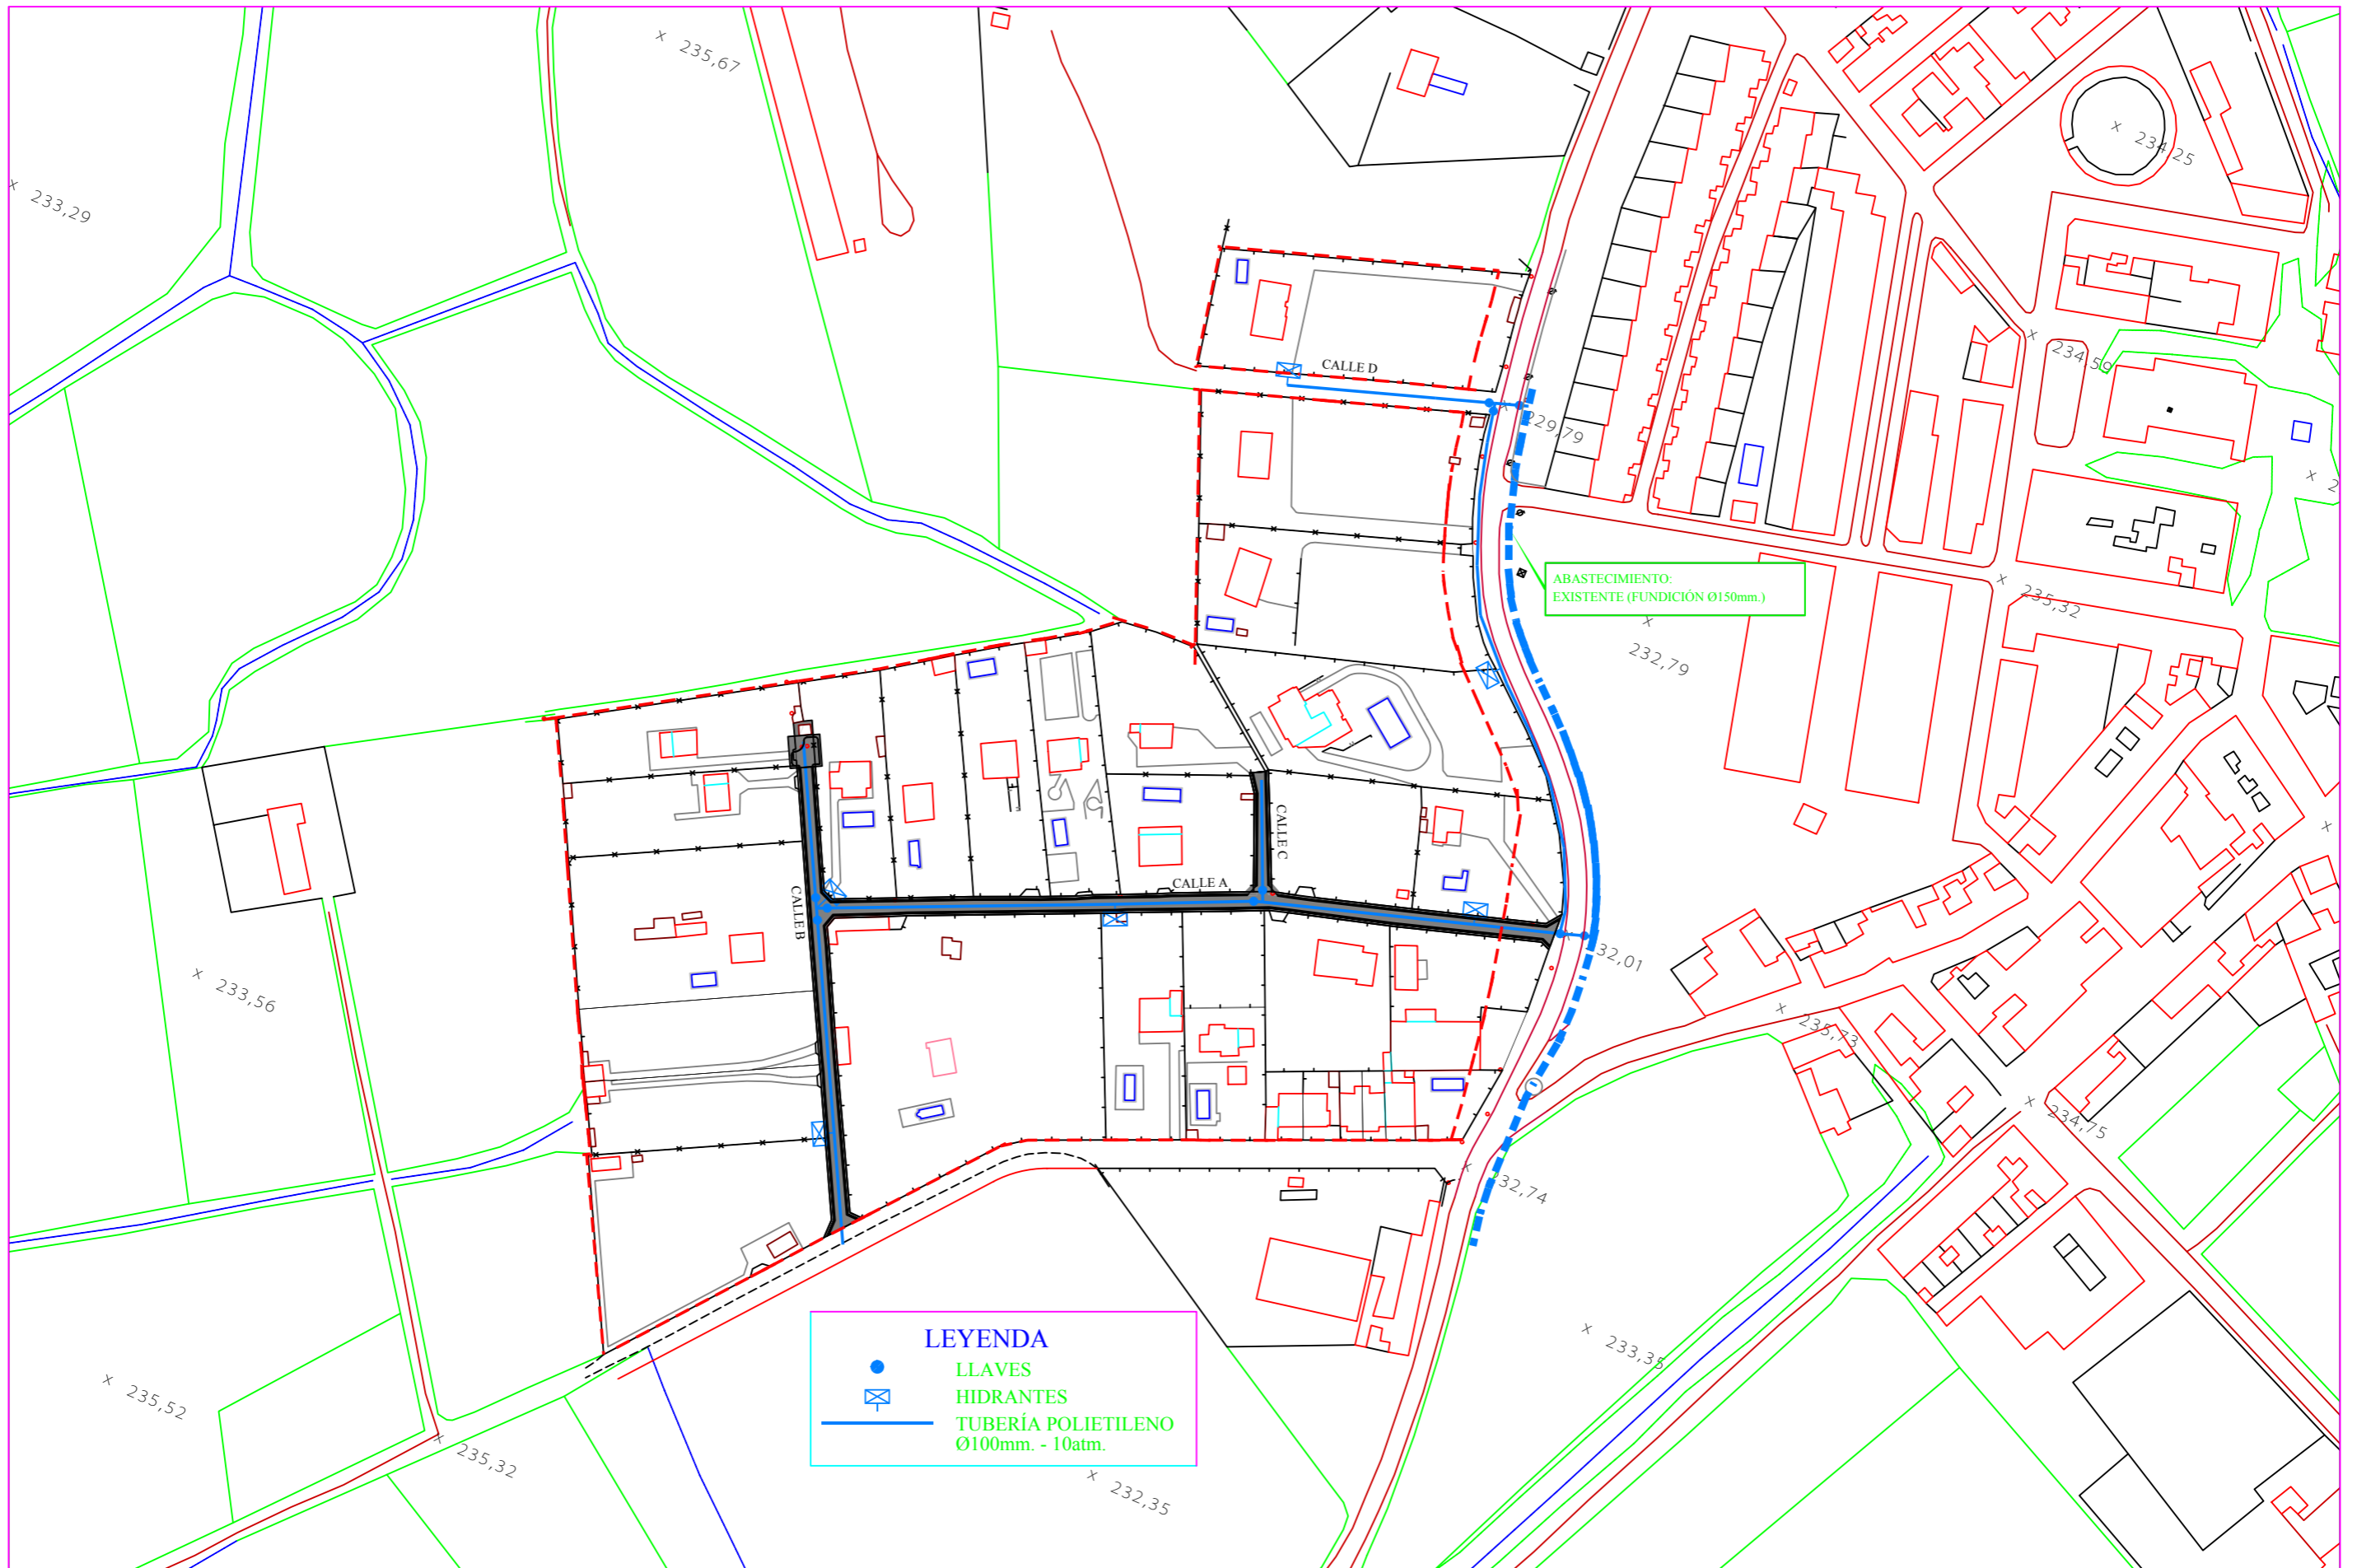 235,67
234,25
233,29
234,59
CALLE D
229,79
ABASTECIMIENTO:
EXISTENTE (FUNDICIÓN Ø150mm.)
235,32
232,79
CALLE C
CALLE A
CALLE B
32,01
233,56
235,73
234,75
32,74
LEYENDA
LLAVES
HIDRANTES
TUBERÍA POLIETILENO
Ø100mm. - 10atm.
233,35
235,52
235,32
232,35